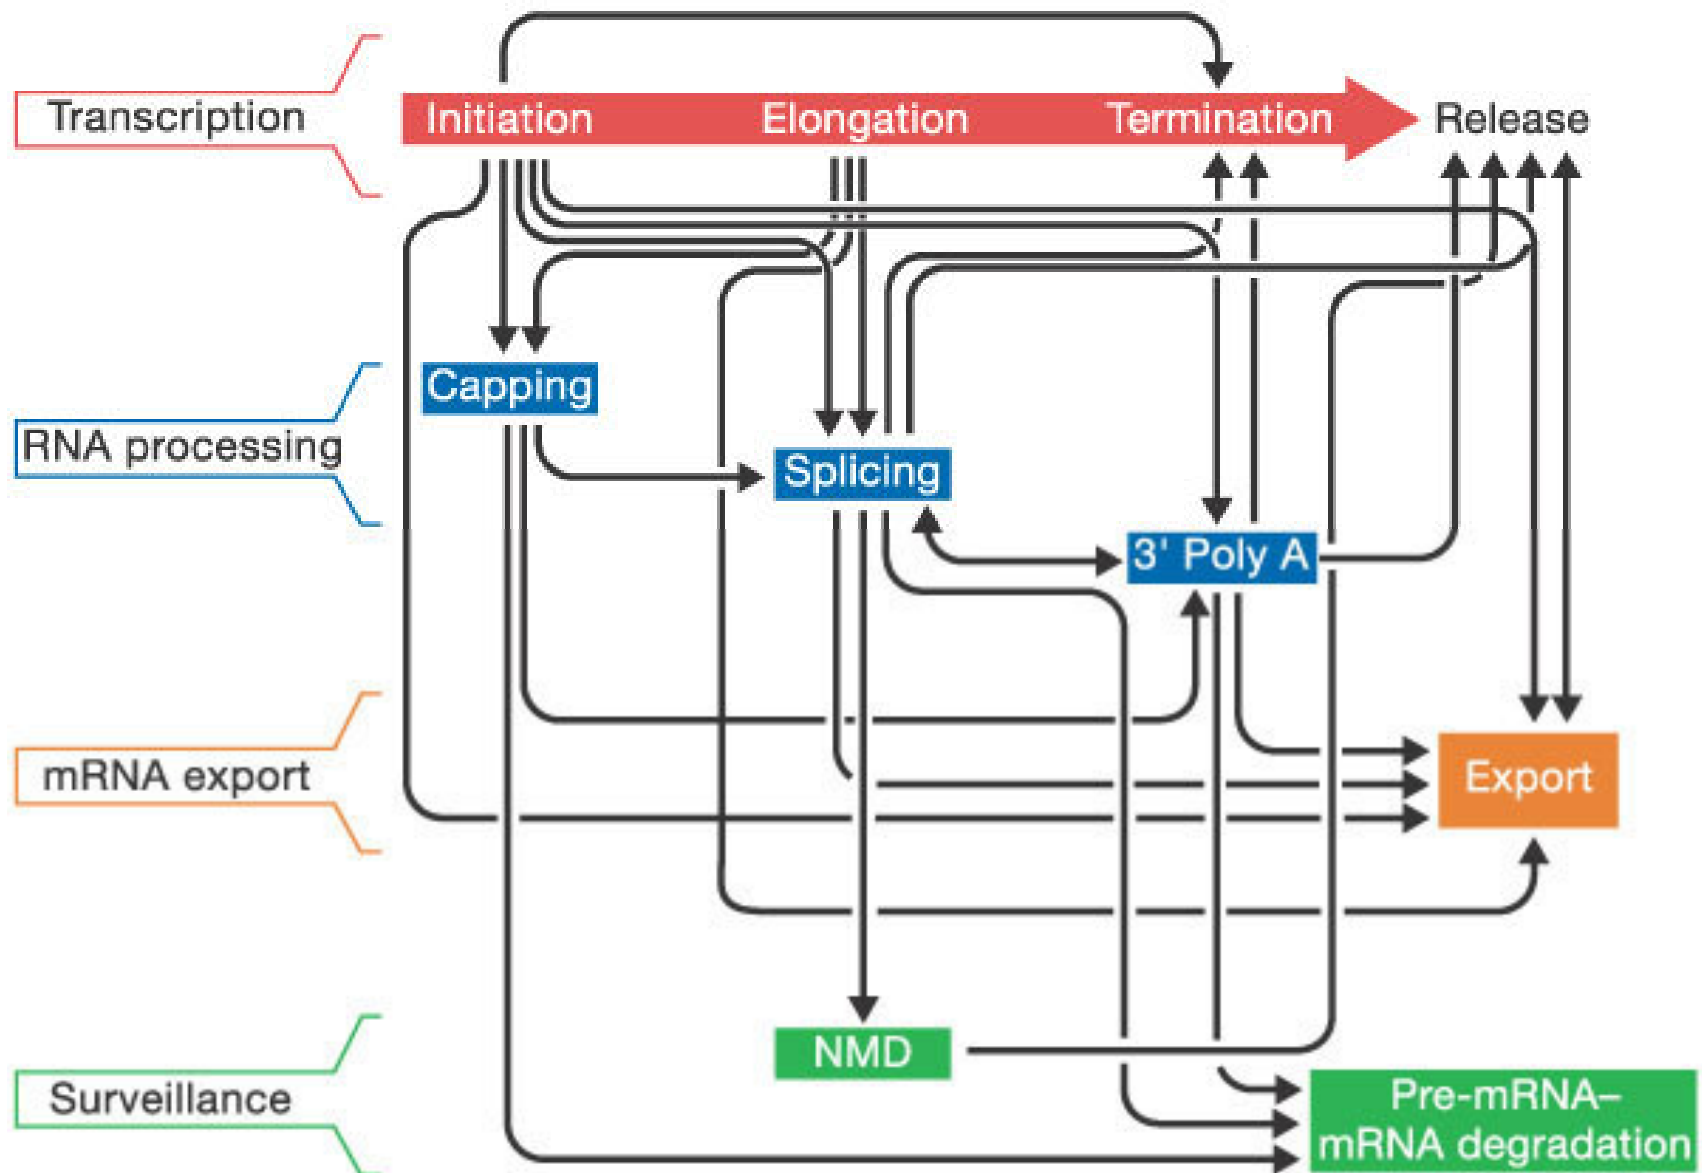 Transcription
Initiation
Elongation
Termination
Release
Capping
RNA processing
Splicing
3' Poly A
mRNA export
Export
NMD
Surveillance
Pre-mRNA–
mRNA degradation